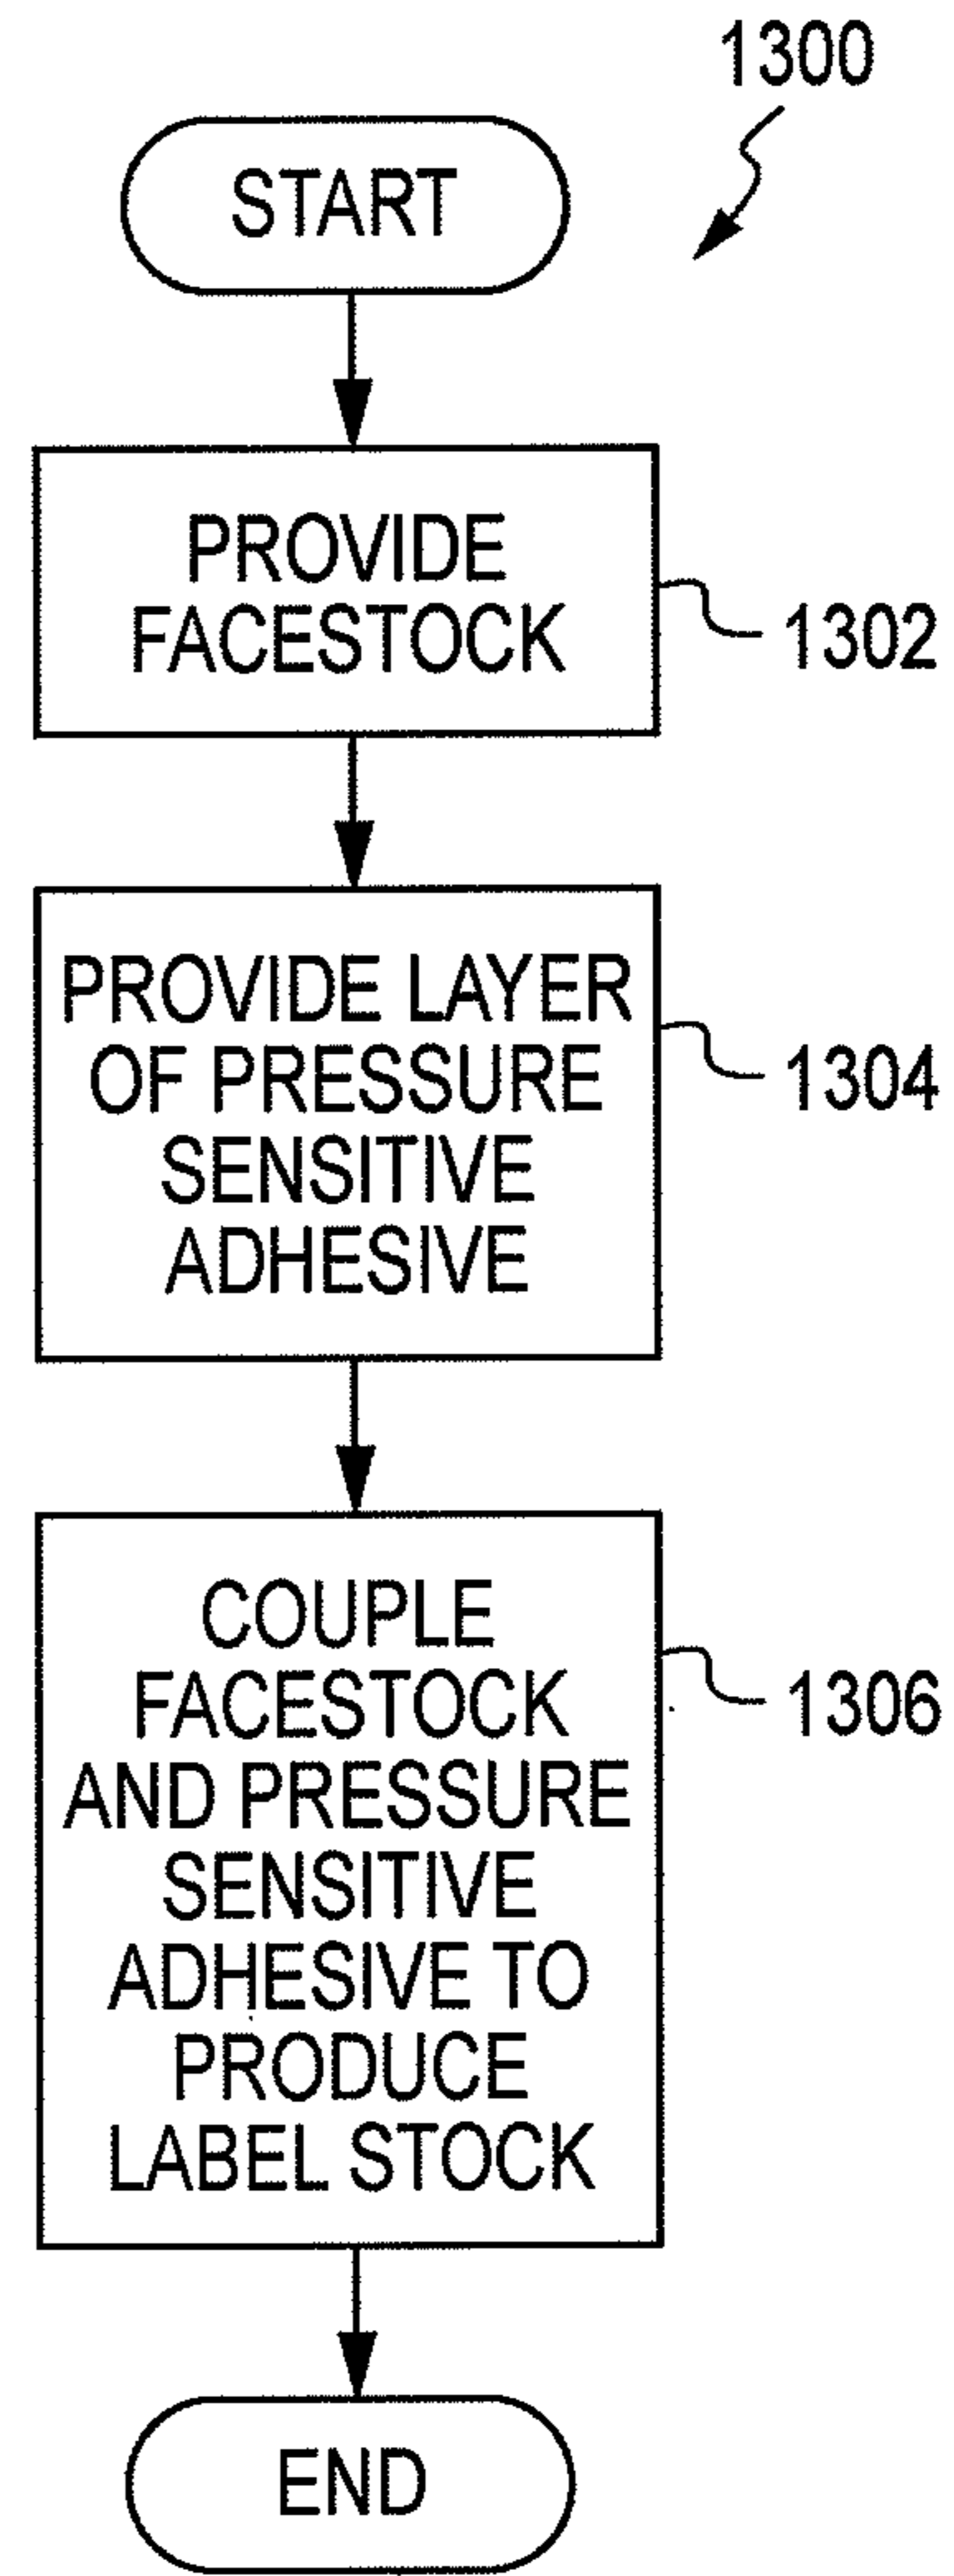 1300
START
PROVIDE
FACESTOCK
1302
PROVIDE LAYER
OF PRESSURE
SENSITIVE
ADHESIVE
1304
COUPLE
FACESTOCK
AND PRESSURE
SENSITIVE
ADHESIVE TO
PRODUCE
LABEL STOCK
1306
END